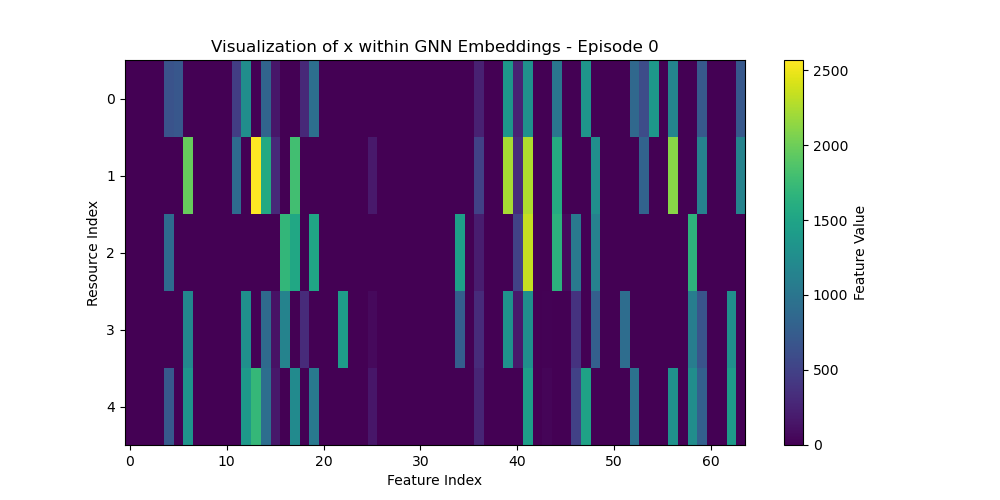 Visualization of x within GNN Embeddings - Episode 0
Resource Index
0
1
2
3
4
0 10 20 30 40 50 60
Feature Index
2500
2000
1500
1000
500
0
Feature Value